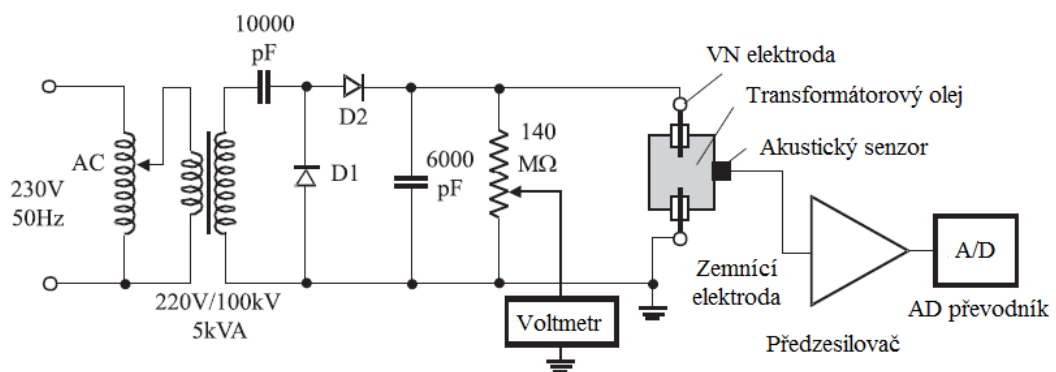 10000
pF
VN elektroda
Transformátorový olej
Akustický senzor
D2
140
MΩ
AC
6000
pF
D1
230V
50Hz
220V/100kV
5kVA
Zemnící
elektroda
A/D
AD převodník
Voltmetr
Předzesilovač